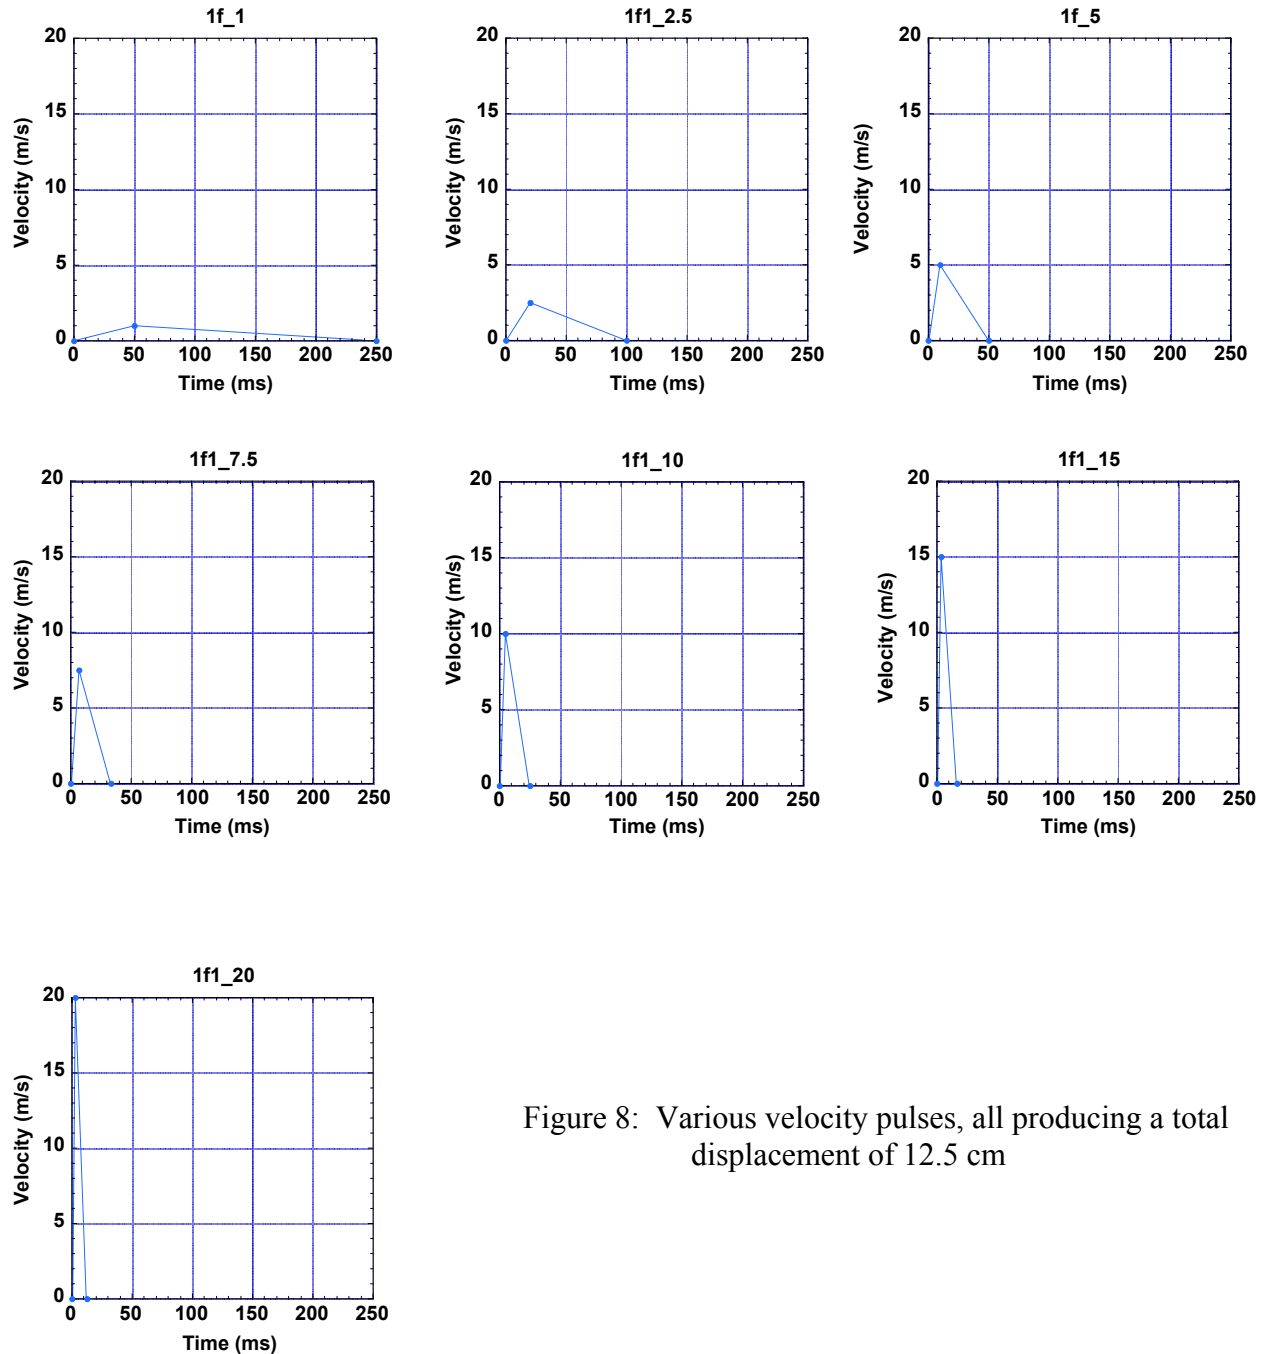 1f_1
20
15
10
5
0
Velocity (m/s)
0 50 100 150 200 250
Time (ms)
1f1_2.5
20
15
10
5
0
Velocity (m/s)
0 50 100 150 200 250
Time (ms)
1f_5
20
15
10
5
0
Velocity (m/s)
0 50 100 150 200 250
Time (ms)
1f1_7.5
20
15
10
5
0
Velocity (m/s)
0 50 100 150 200 250
Time (ms)
1f1_10
20
15
10
5
0
Velocity (m/s)
0 50 100 150 200 250
Time (ms)
1f1_15
20
15
10
5
0
Velocity (m/s)
0 50 100 150 200 250
Time (ms)
1f1_20
20
15
10
5
0
Velocity (m/s)
0 50 100 150 200 250
Time (ms)
Figure 8: Various velocity pulses, all producing a total
displacement of 12.5 cm